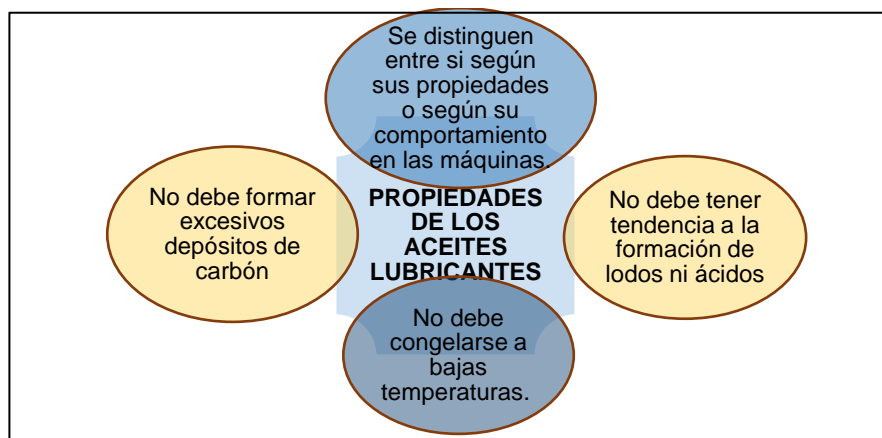 Se distinguen
entre si según
sus propiedades
o según su
comportamiento
en las máquinas.
No debe formar
excesivos
depósitos de
carbón
PROPIEDADES
DE LOS
ACEITES
LUBRICANTES
No debe tener
tendencia a la
formación de
lodos ni ácidos
No debe
congelarse a
bajas
temperaturas.